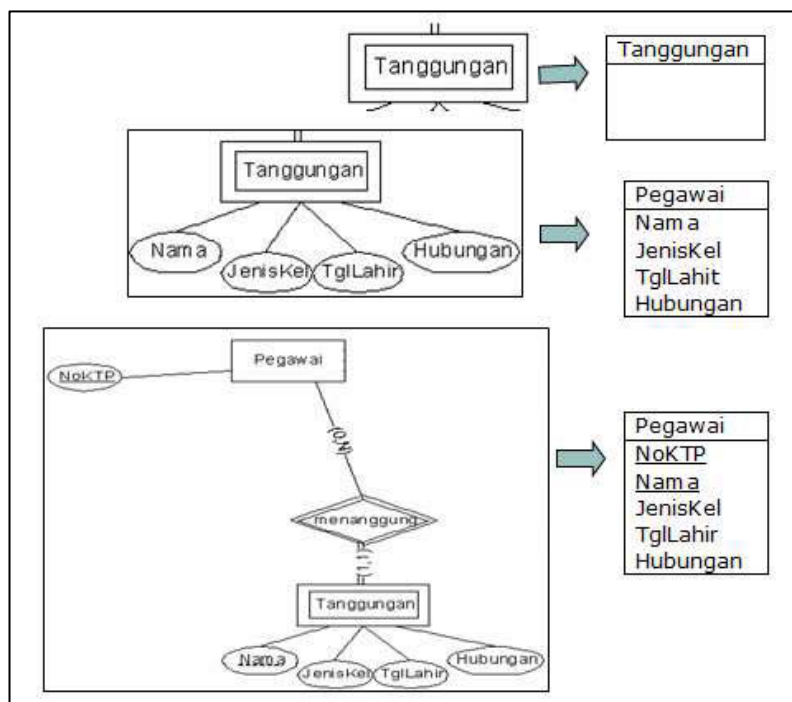 Tanggungan
Tanggungan
Tanggungan
Nama
JenisKel
TglLahir
Hubungan
Pegawai
Nama
JenisKel
TglLahit
Hubungan
NoKTP
Pegawai
(0,N)
menanggung
(1,1)
Tanggungan
Nama
JenisKel
TglLahir
Hubungan
Pegawai
NoKTP
Nama
JenisKel
TglLahir
Hubungan